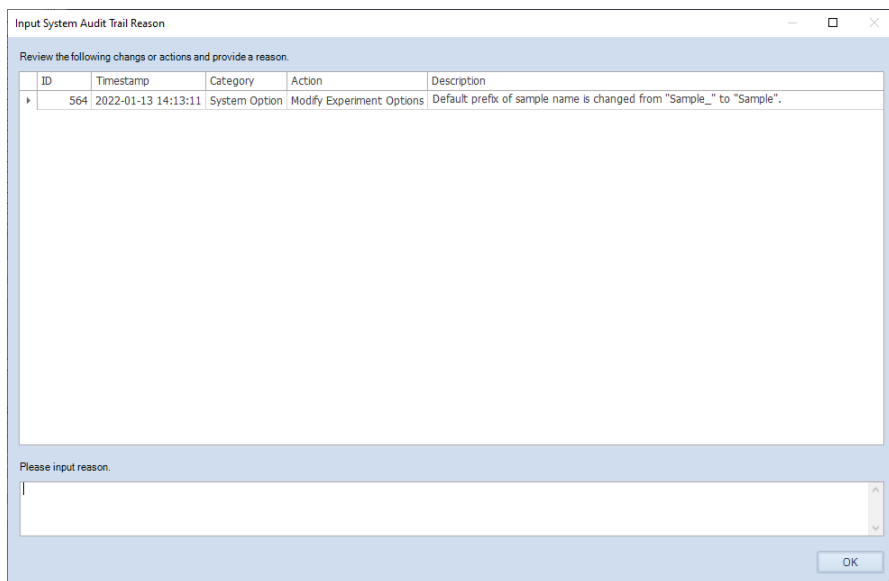 Input System Audit Trail Reason
Review the following changs or actions and provide a reason.
ID Timestamp Category Action Description
564 2022-01-13 14:13:11 System Option Modify Experiment Options Default prefix of sample name is changed from "Sample_" to "Sample".
Please input reason.
OK